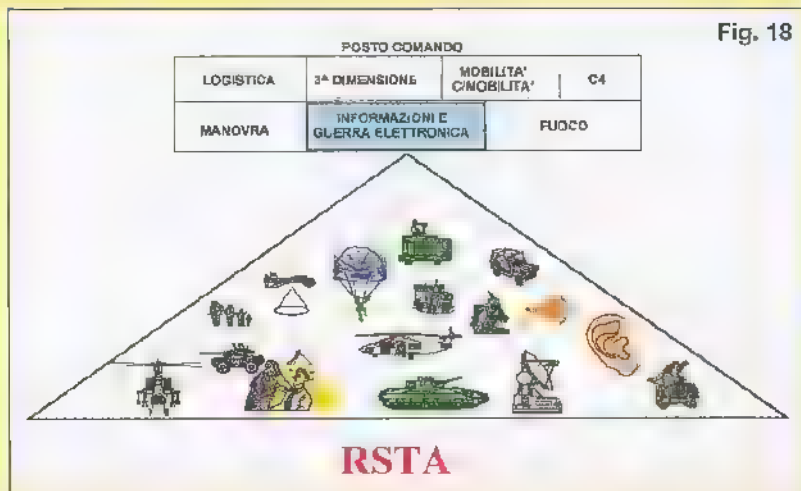 Fig. 18
POSTO COMANDO
LOGISTICA
3ª DIMENSIONE
MOBILITA'
C/MOBILITA'
C4
MANOVRA
INFORMAZIONI E
GUERRA ELETTRONICA
FUOCO
RSTA